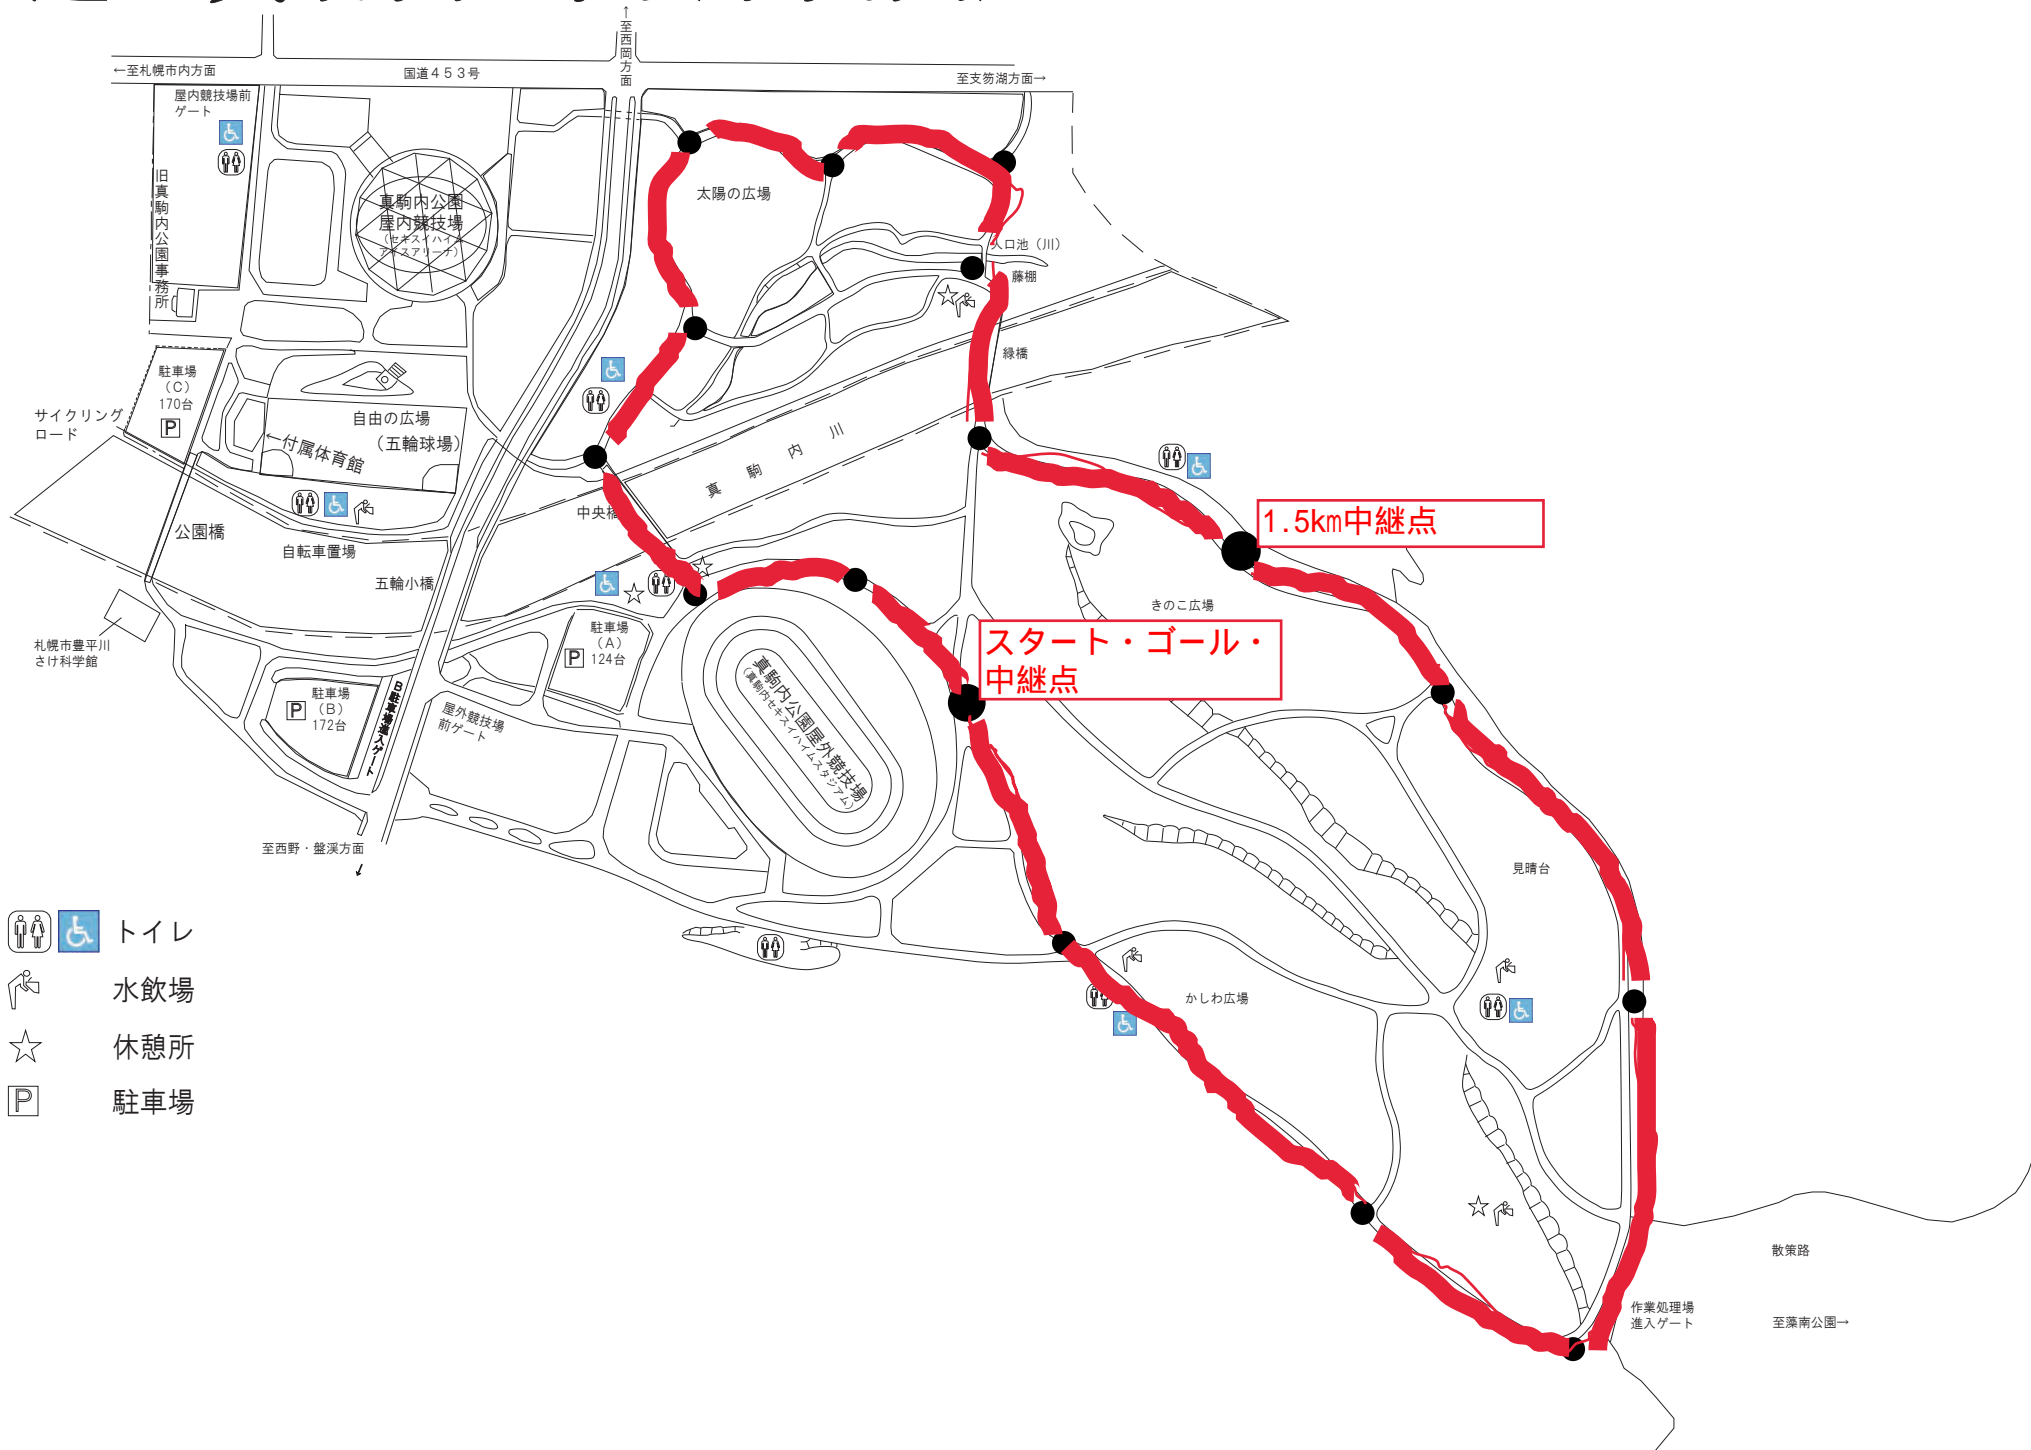 ↑至西岡方面
←至札幌市内方面
国道４５３号
至支笏湖方面→
屋内競技場前
ゲート
旧真駒内公園事務所
真駒内公園
屋内競技場
（セキスイハイム
アイスアリーナ）
太陽の広場
人口池（川）
藤棚
緑橋
駐車場
（C）
170台
P
サイクリング
ロード
自由の広場
（五輪球場）
←付属体育館
真駒内川
公園橋
自転車置場
中央橋
五輪小橋
1.5km中継点
きのこ広場
札幌市豊平川
さけ科学館
駐車場
（A）
P 124台
スタート・ゴール・
中継点
駐車場
（B）
P 172台
B駐車場進入ゲート
屋外競技場
前ゲート
真駒内公園屋外競技場
（真駒内セキスイハイムスタジアム）
至西野・盤渓方面
↙
見晴台
かしわ広場
トイレ
水飲場
休憩所
P 駐車場
散策路
作業処理場
進入ゲート
至藻南公園→